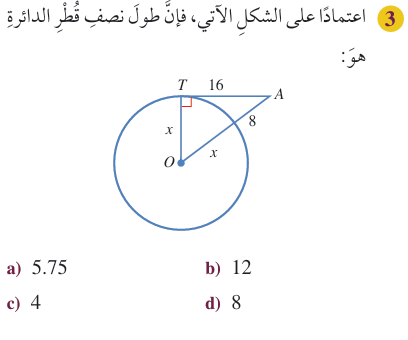 3 اعتمادًا على الشكلِ الآتي، فإنَّ طولَ نصفِ قُطْرِ الدائرةِ
هوَ:
T 16 A
8
x
x
O
a) 5.75 b) 12
c) 4 d) 8